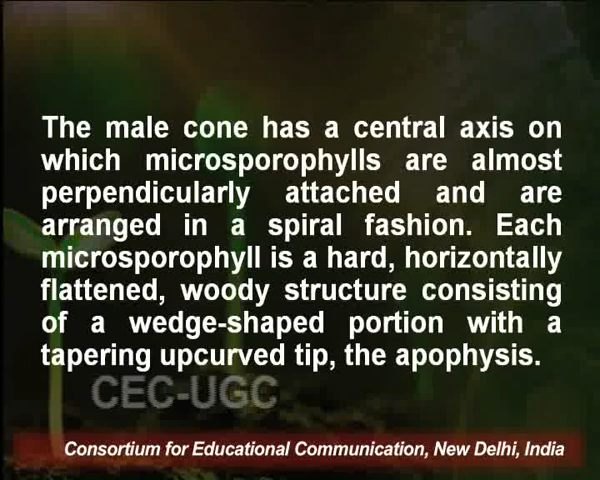 The male cone has a central axis on
which microsporophylls are almost
perpendicularly attached and are
arranged in a spiral fashion. Each
microsporophyll is a hard, horizontally
flattened, woody structure consisting
of a wedge-shaped portion with a
tapering upcurved tip, the apophysis.
CEC-UGC
Consortium for Educational Communication, New Delhi, India